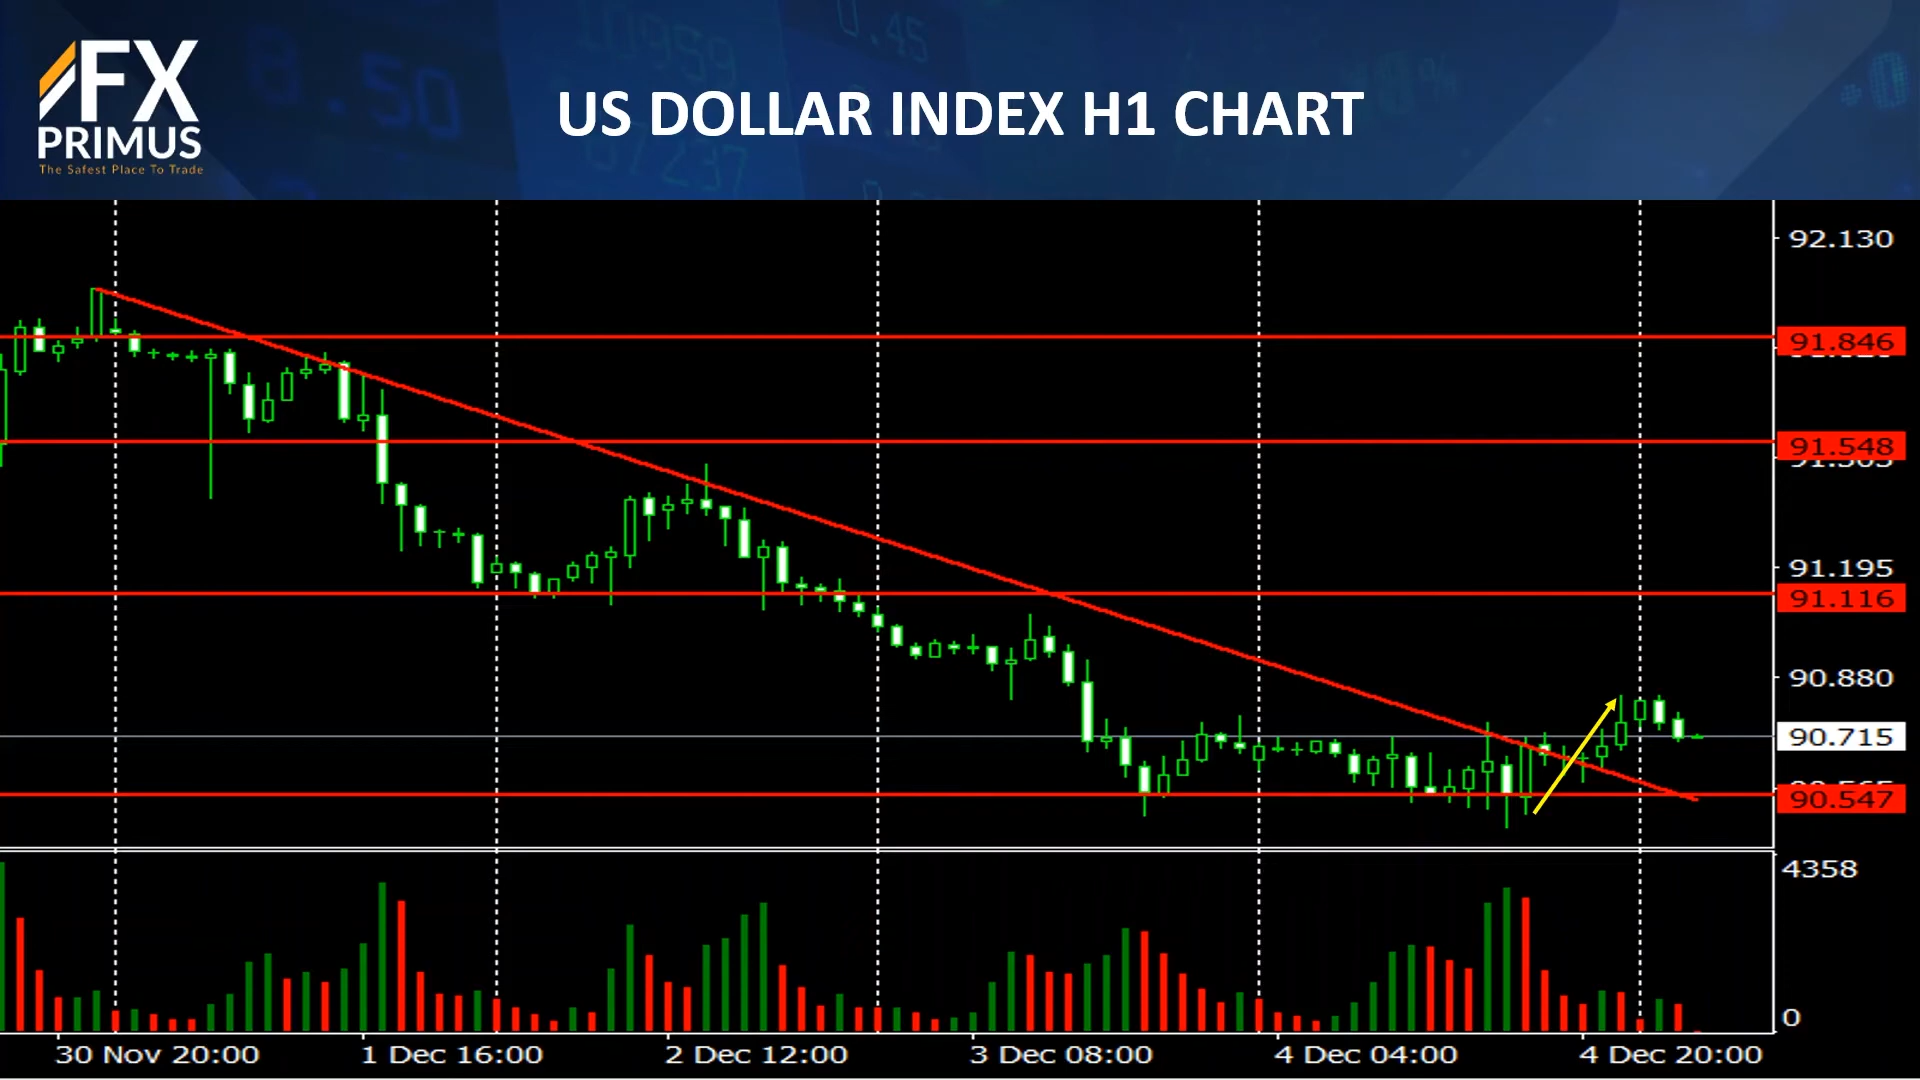 FX
PRIMUS
The Safest Place To Trade
US DOLLAR INDEX H1 CHART
92.130
91.846
91.548
91.195
91.116
90.880
90.715
90.547
4358
0
30 Nov 20:00 1 Dec 16:00 2 Dec 12:00 3 Dec 08:00 4 Dec 04:00 4 Dec 20:00